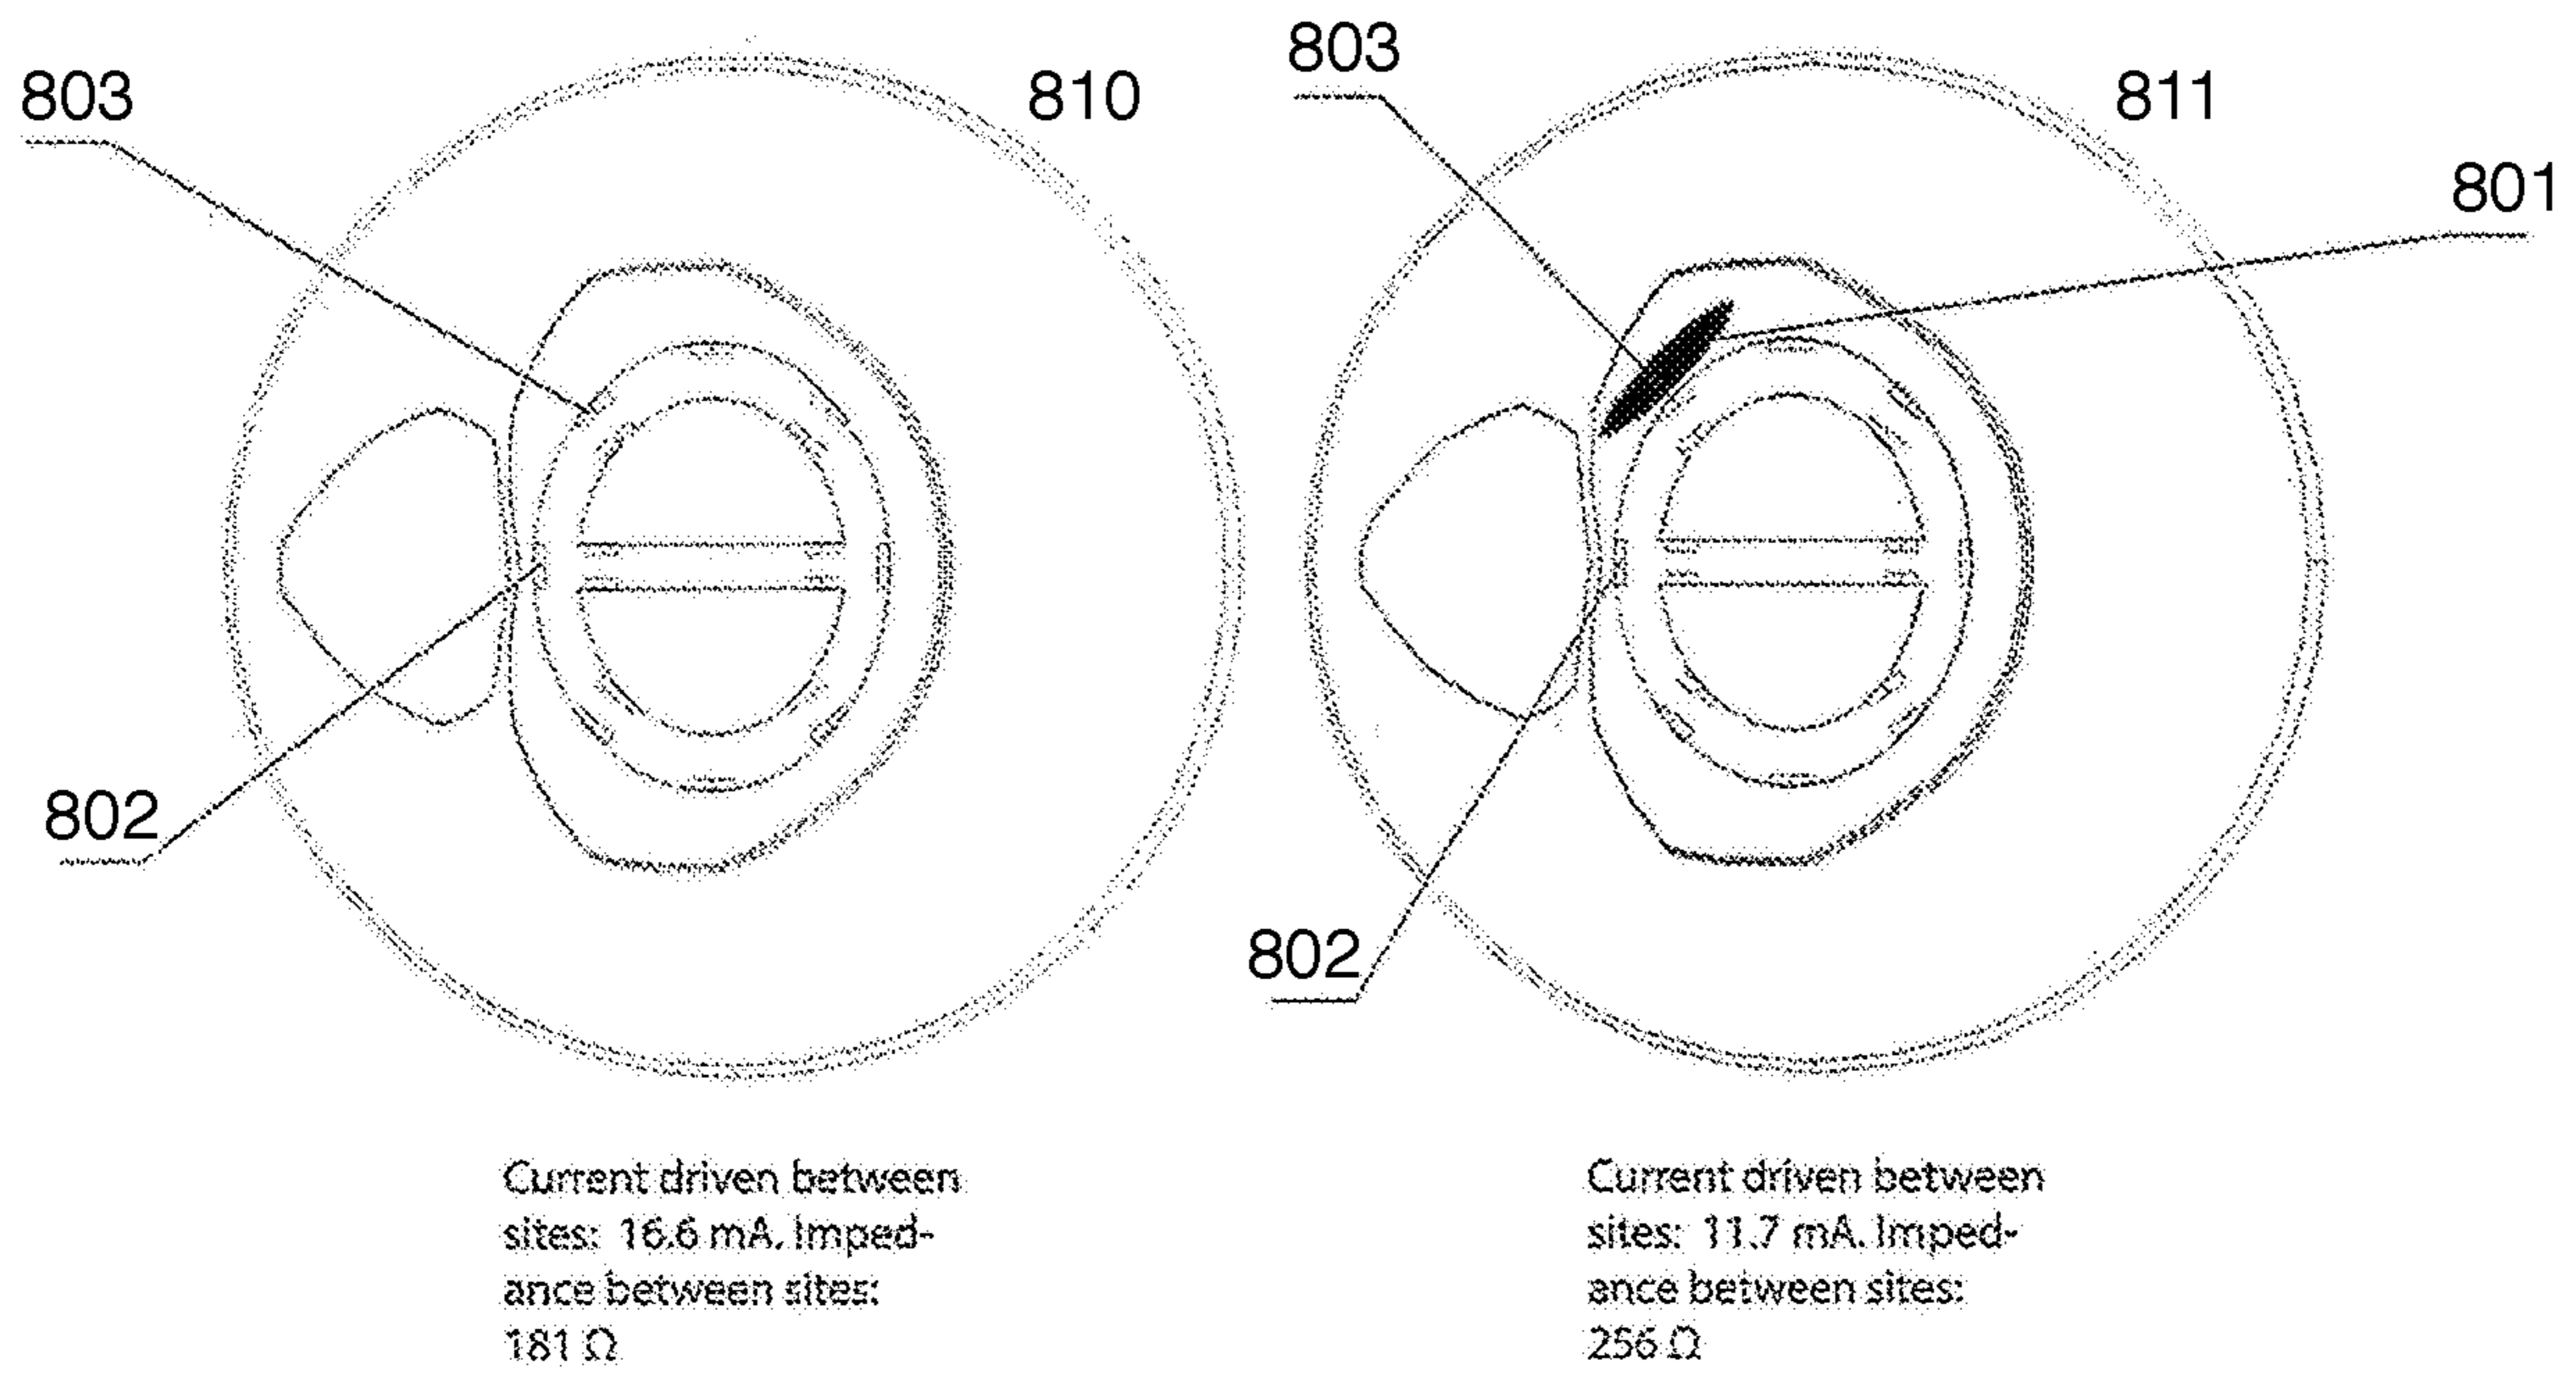 803
810
803
811
801
802
802
Current driven between
sites: 16.6 mA. Imped-
ance between sites:
181 Ω
Current driven between
sites: 11.7 mA. Imped-
ance between sites:
256 Ω